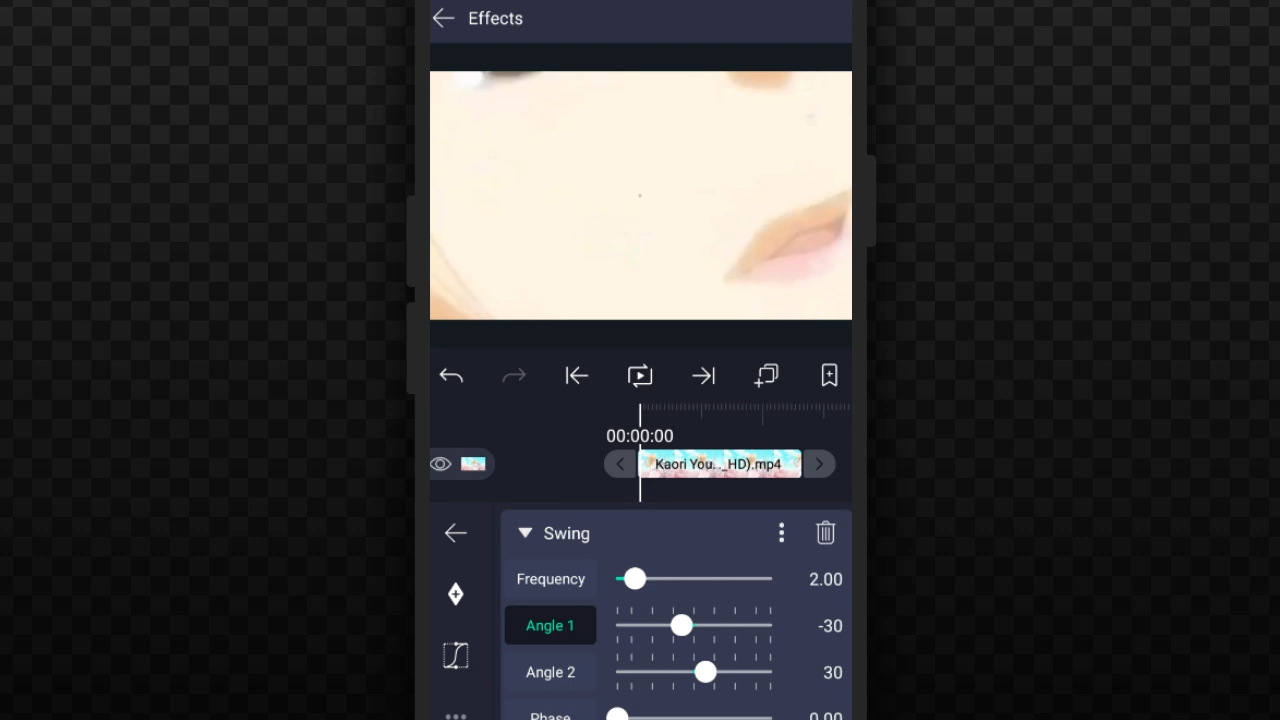 Effects
00:00:00
Kaori You..._HD).mp4
Swing
Frequency 2.00
Angle 1 -30
Angle 2 30
Phase 0.00